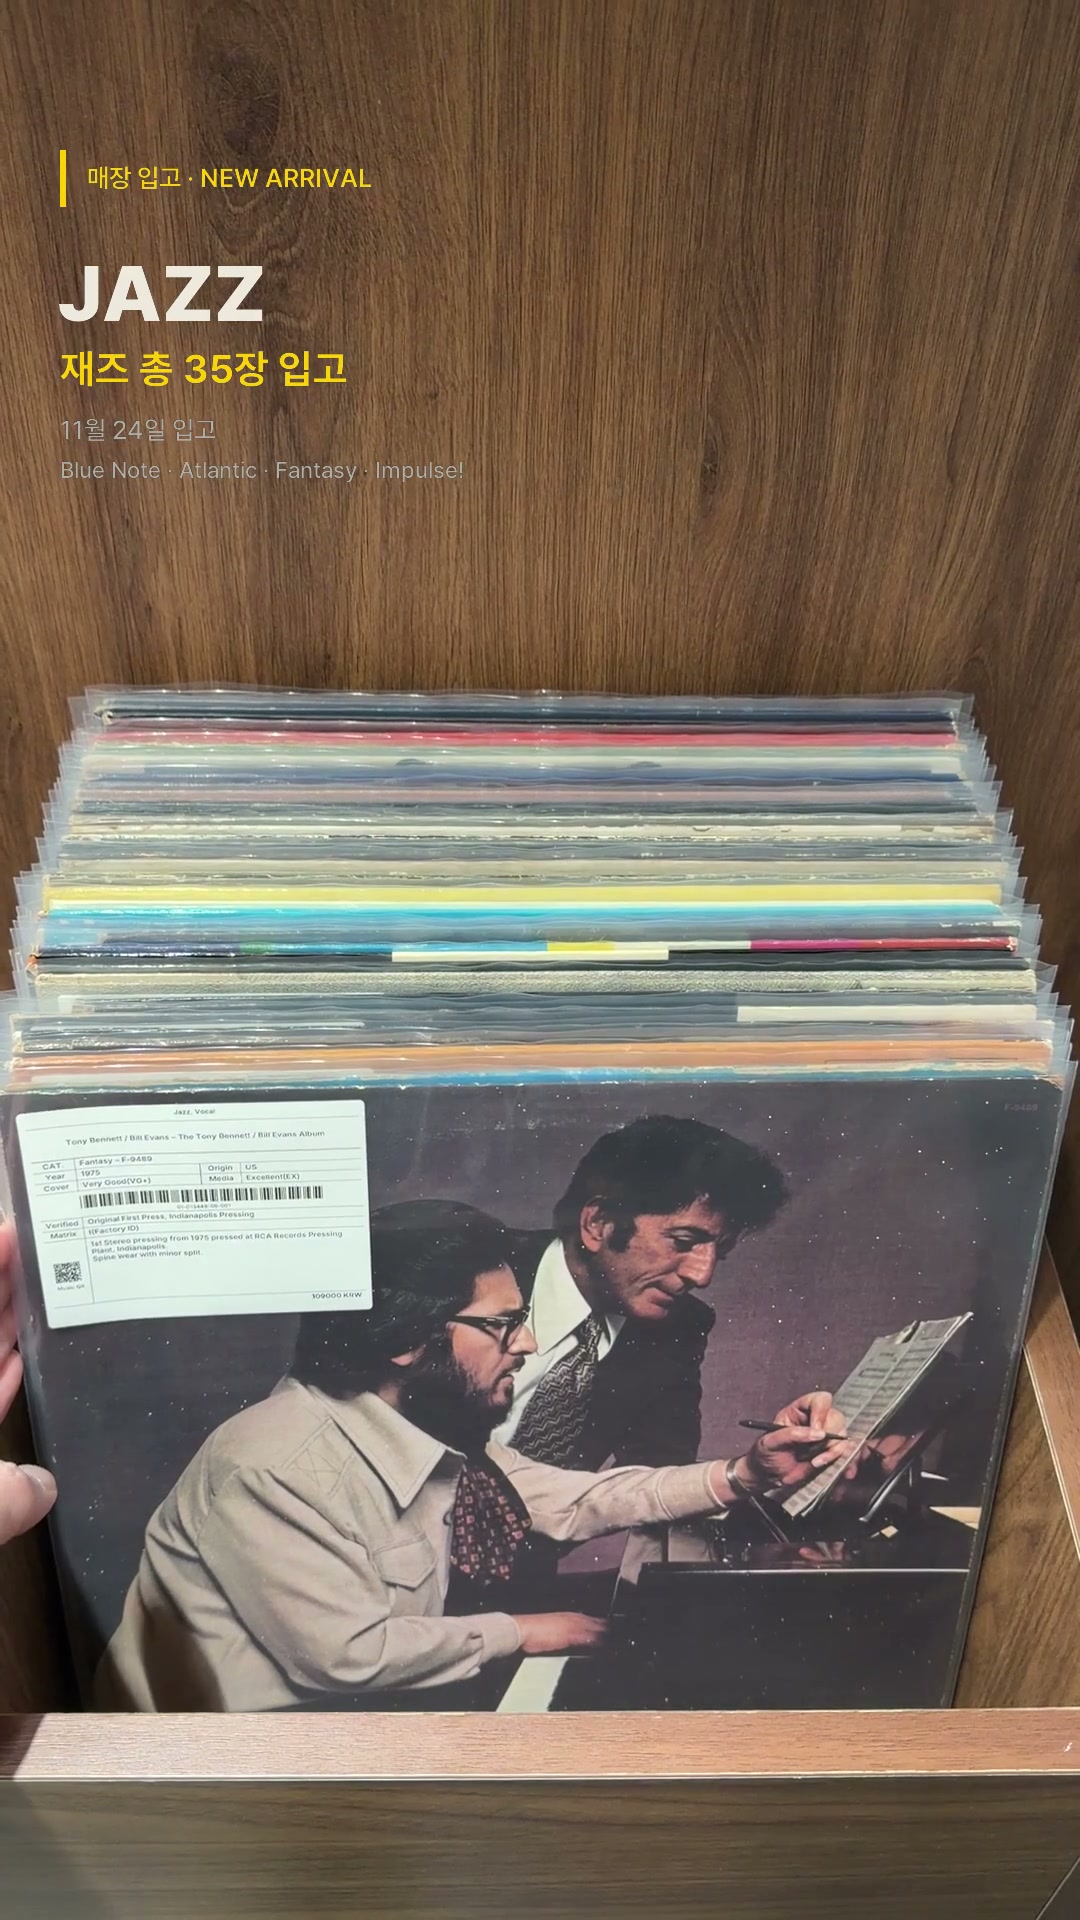 매장 입고 · NEW ARRIVAL
JAZZ
재즈 총 35장 입고
11월 24일 입고
Blue Note · Atlantic · Fantasy · Impulse!
F-9489
Jazz, Vocal
Tony Bennett / Bill Evans – The Tony Bennett / Bill Evans Album
CAT. Fantasy – F-9489
Year 1975 Origin US
Cover Very Good(VG+) Media Excellent(EX)
Verified Original First Press, Indianapolis Pressing
Matrix I(Factory ID)
1st Stereo pressing from 1975 pressed at RCA Records Pressing
Plant, Indianapolis
Spine wear with minor split.
Music QR
109000 KRW